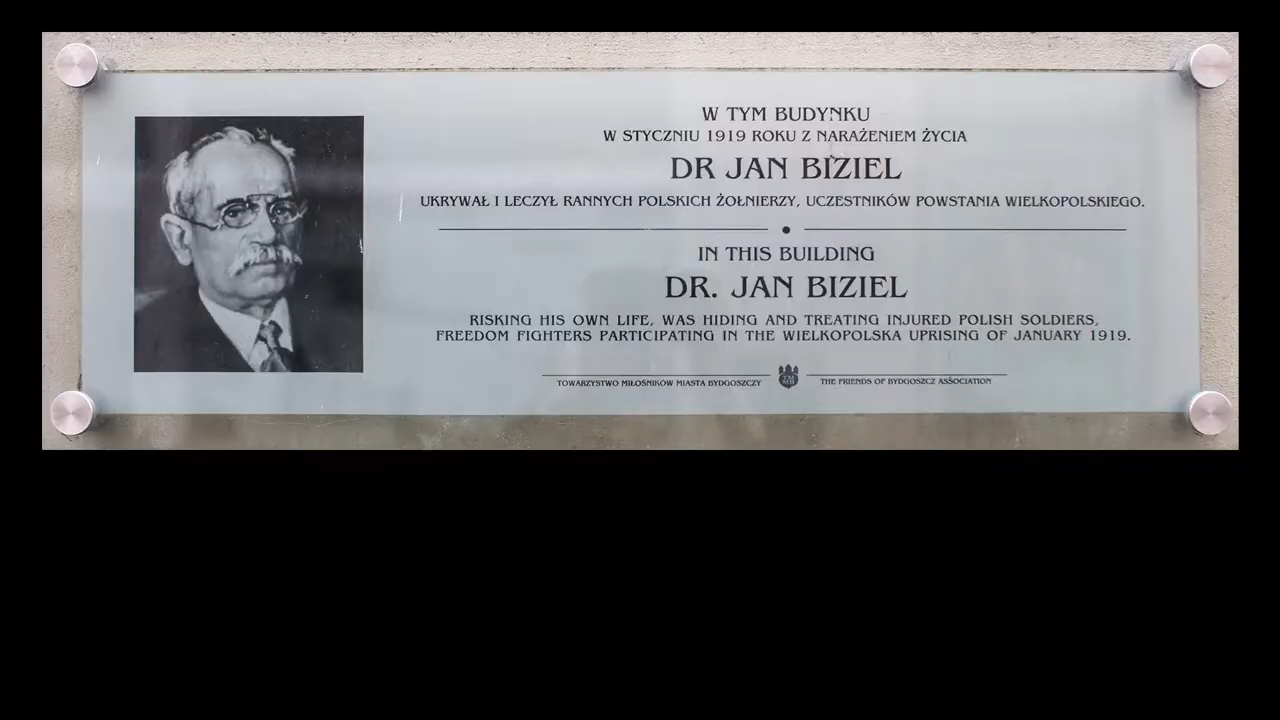 W TYM BUDYNKU
W STYCZNIU 1919 ROKU Z NARAŻENIEM ŻYCIA
DR JAN BIZIEL
UKRYWAŁ I LECZYŁ RANNYCH POLSKICH ŻOŁNIERZY, UCZESTNIKÓW POWSTANIA WIELKOPOLSKIEGO.
IN THIS BUILDING
DR. JAN BIZIEL
RISKING HIS OWN LIFE, WAS HIDING AND TREATING INJURED POLISH SOLDIERS,
FREEDOM FIGHTERS PARTICIPATING IN THE WIELKOPOLSKA UPRISING OF JANUARY 1919.
TOWARZYSTWO MIŁOŚNIKÓW MIASTA BYDGOSZCZY
THE FRIENDS OF BYDGOSZCZ ASSOCIATION